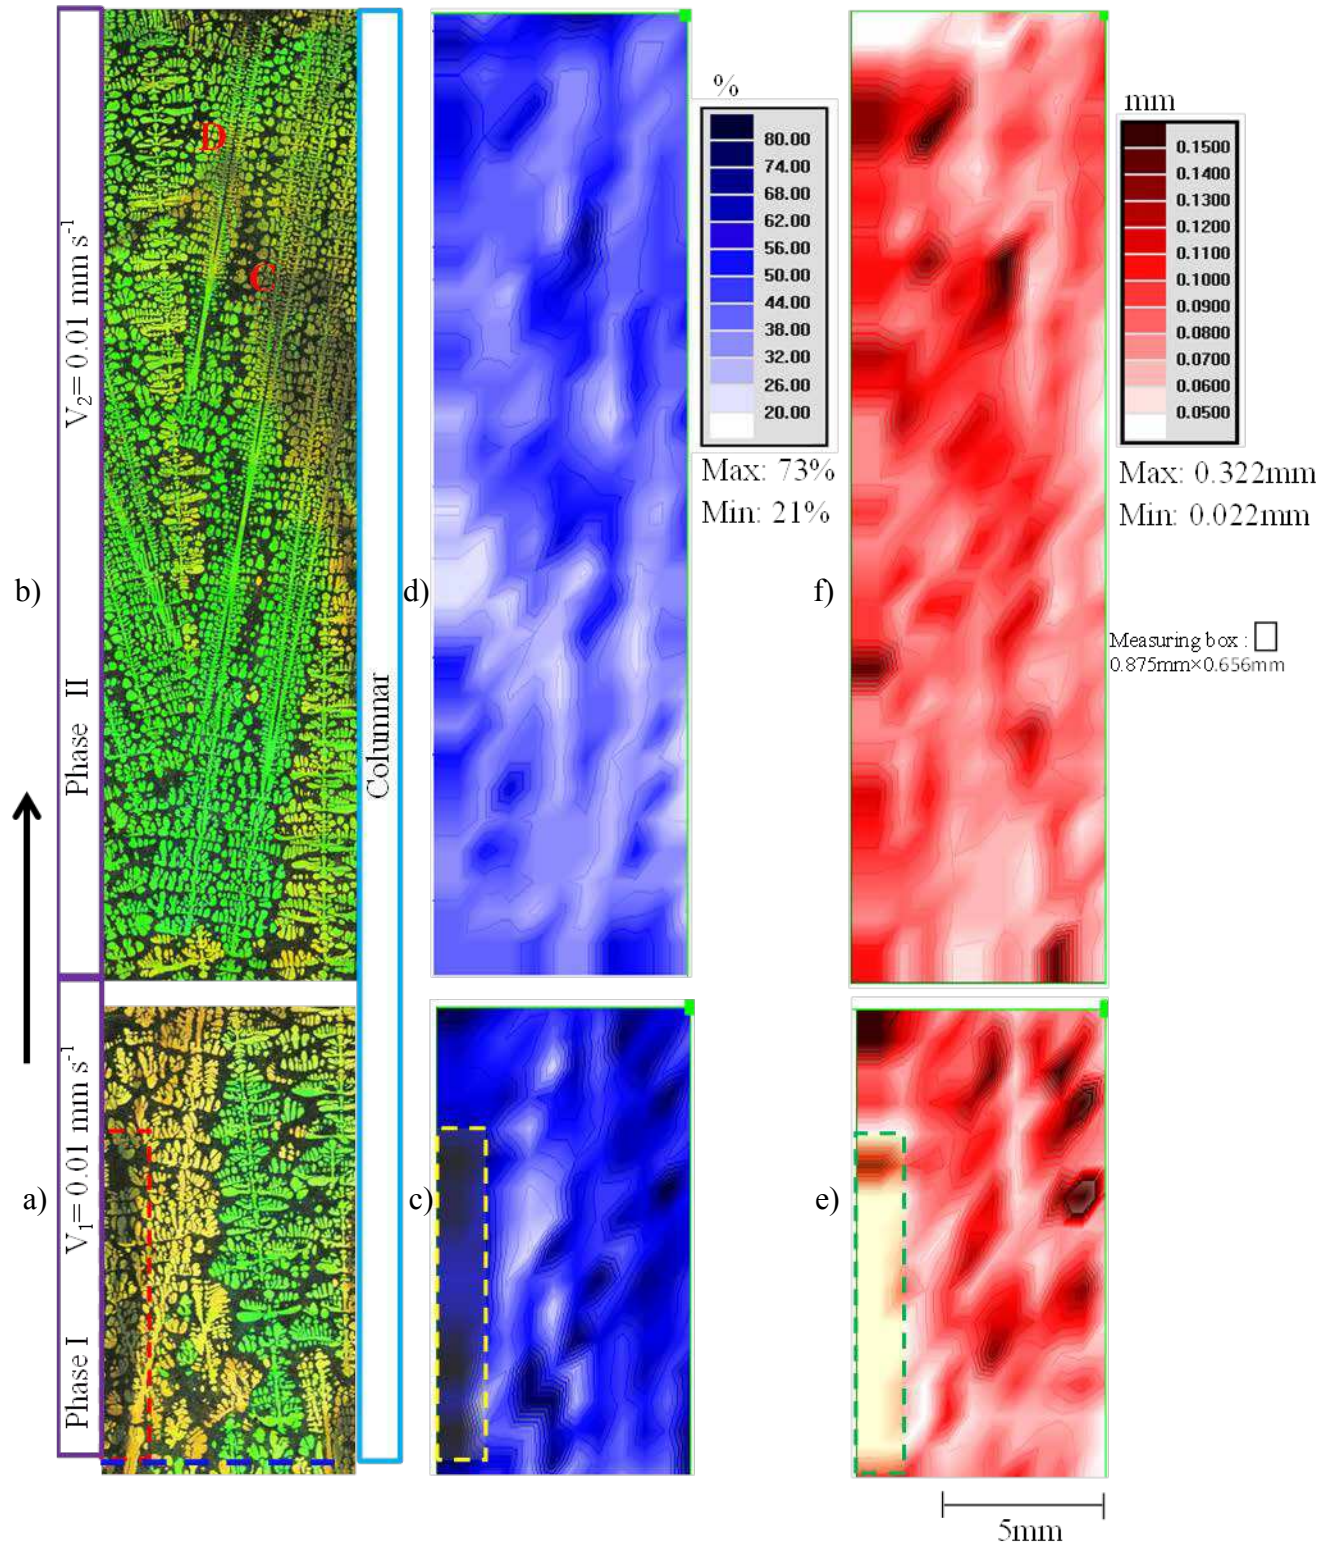 b)
V₂= 0.01 mm s⁻¹
Phase II
D
C
Columnar
a)
V₁= 0.01 mm s⁻¹
Phase I
d)
%
80.00
74.00
68.00
62.00
56.00
50.00
44.00
38.00
32.00
26.00
20.00
Max: 73%
Min: 21%
c)
f)
mm
0.1500
0.1400
0.1300
0.1200
0.1100
0.1000
0.0900
0.0800
0.0700
0.0600
0.0500
Max: 0.322mm
Min: 0.022mm
Measuring box :
0.875mm×0.656mm
e)
5mm